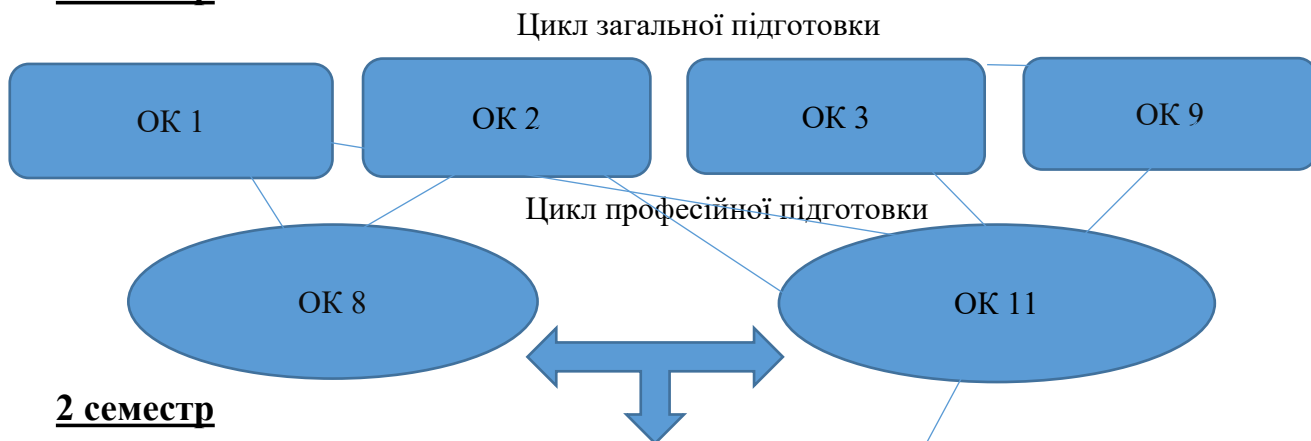 Цикл загальної підготовки
ОК 1
ОК 2
ОК 3
ОК 9
Цикл професійної підготовки
ОК 8
ОК 11
2 семестр